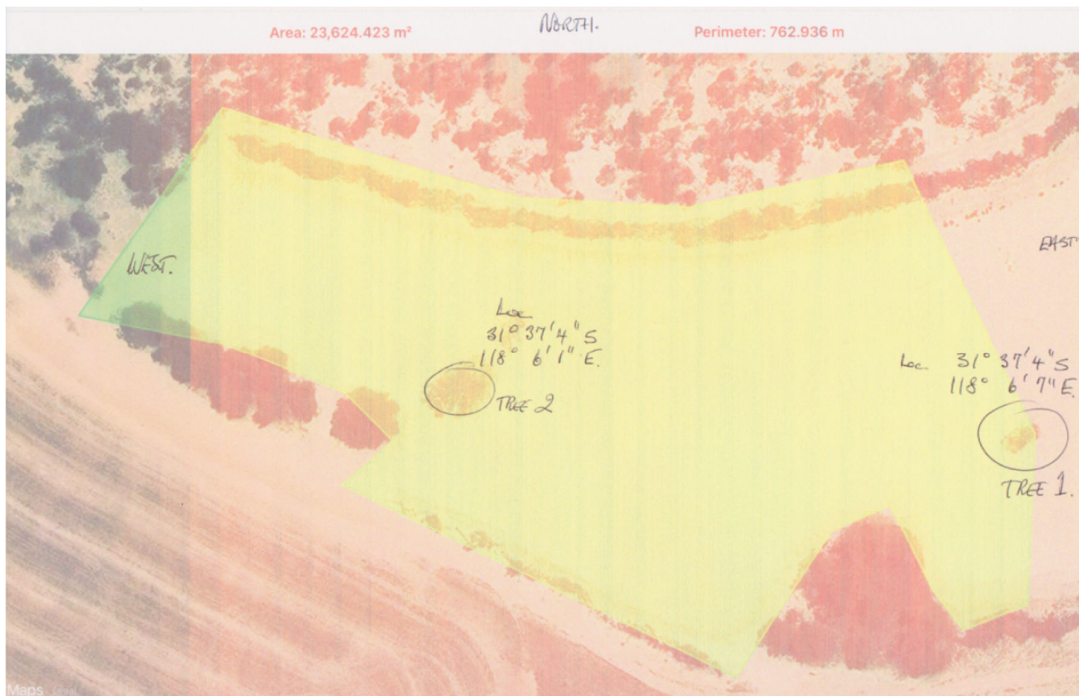 Area: 23,624.423 m²
NORTH.
Perimeter: 762.936 m
EAST
WEST.
Loc
31° 37' 4" S
118° 6' 1" E.
TREE 2
Loc 31° 37' 4" S
118° 6' 7" E.
TREE 1.
Maps